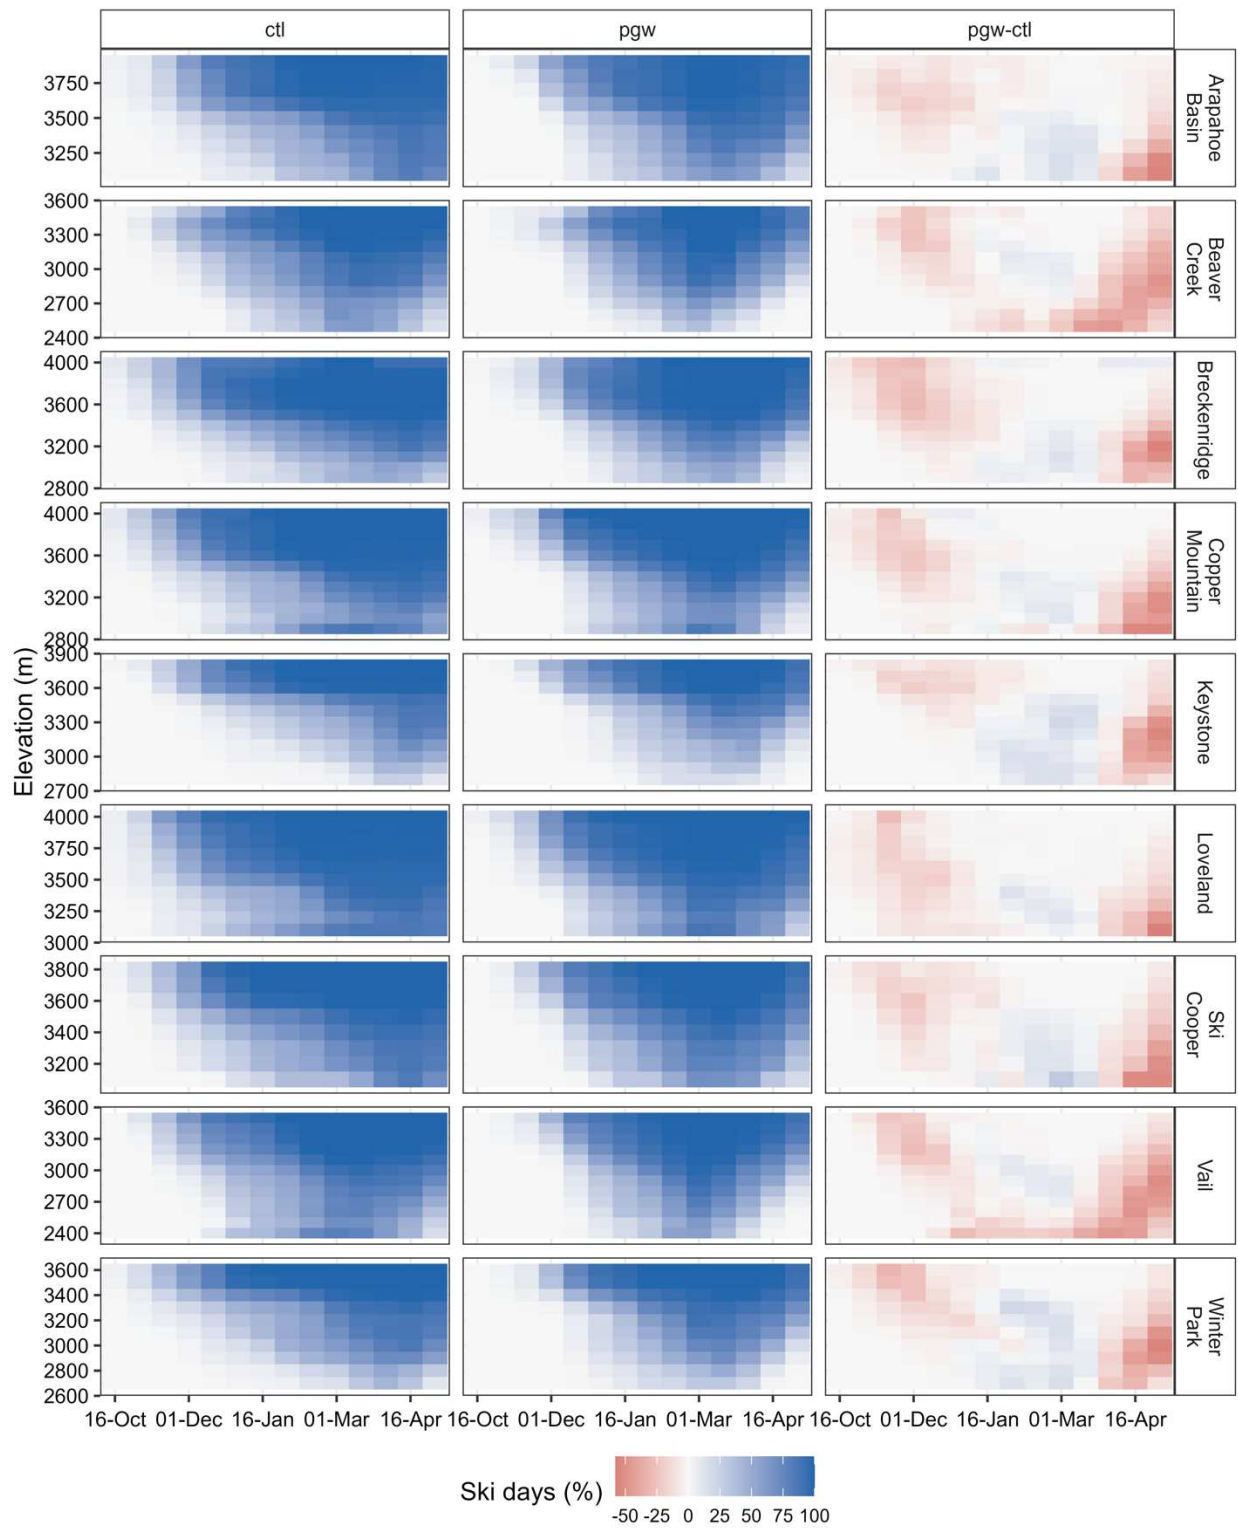 ctl pgw pgw-ctl
3750
3500
3250
Arapahoe
Basin
3600
3300
3000
2700
2400
Beaver
Creek
4000
3600
3200
2800
Breckenridge
4000
3600
3200
2800
Copper
Mountain
Elevation (m)
3900
3600
3300
3000
2700
Keystone
4000
3750
3500
3250
3000
Loveland
3800
3600
3400
3200
Ski
Cooper
3600
3300
3000
2700
2400
Vail
3600
3400
3200
3000
2800
2600
Winter
Park
16-Oct 01-Dec 16-Jan 01-Mar 16-Apr 16-Oct 01-Dec 16-Jan 01-Mar 16-Apr 16-Oct 01-Dec 16-Jan 01-Mar 16-Apr
Ski days (%)
-50 -25 0 25 50 75 100